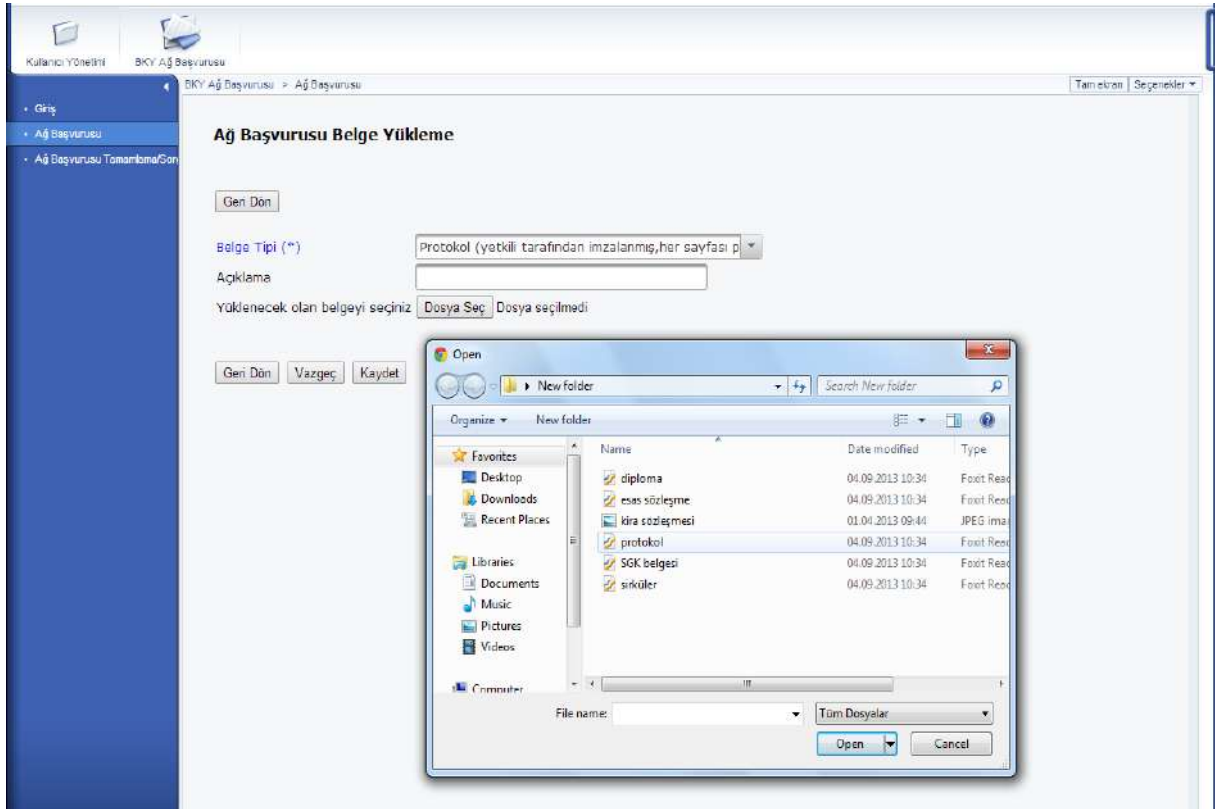 Kullanıcı Yönetimi
BKY Ağ Başvurusu
BKY Ağ Başvurusu > Ağ Başvurusu
Tam ekran
Seçenekler
Giriş
Ağ Başvurusu
Ağ Başvurusu Tamamlama/Son
Ağ Başvurusu Belge Yükleme
Geri Dön
Belge Tipi (*)
Protokol (yetkili tarafından imzalanmış,her sayfası p
Açıklama
Yüklenecek olan belgeyi seçiniz Dosya Seç Dosya seçilmedi
Geri Dön Vazgeç Kaydet
Open
New folder
Search New folder
Organize New folder
Favorites
Desktop
Downloads
Recent Places
Libraries
Documents
Music
Pictures
Videos
Computer
Name Date modified Type
diploma 04.09.2013 10:34 Foxit Read
esas sözleşme 04.09.2013 10:34 Foxit Read
kira sözleşmesi 01.04.2013 09:44 JPEG imag
protokol 04.09.2013 10:34 Foxit Read
SGK belgesi 04.09.2013 10:34 Foxit Read
sirküler 04.09.2013 10:34 Foxit Read
File name:
Tüm Dosyalar
Open Cancel